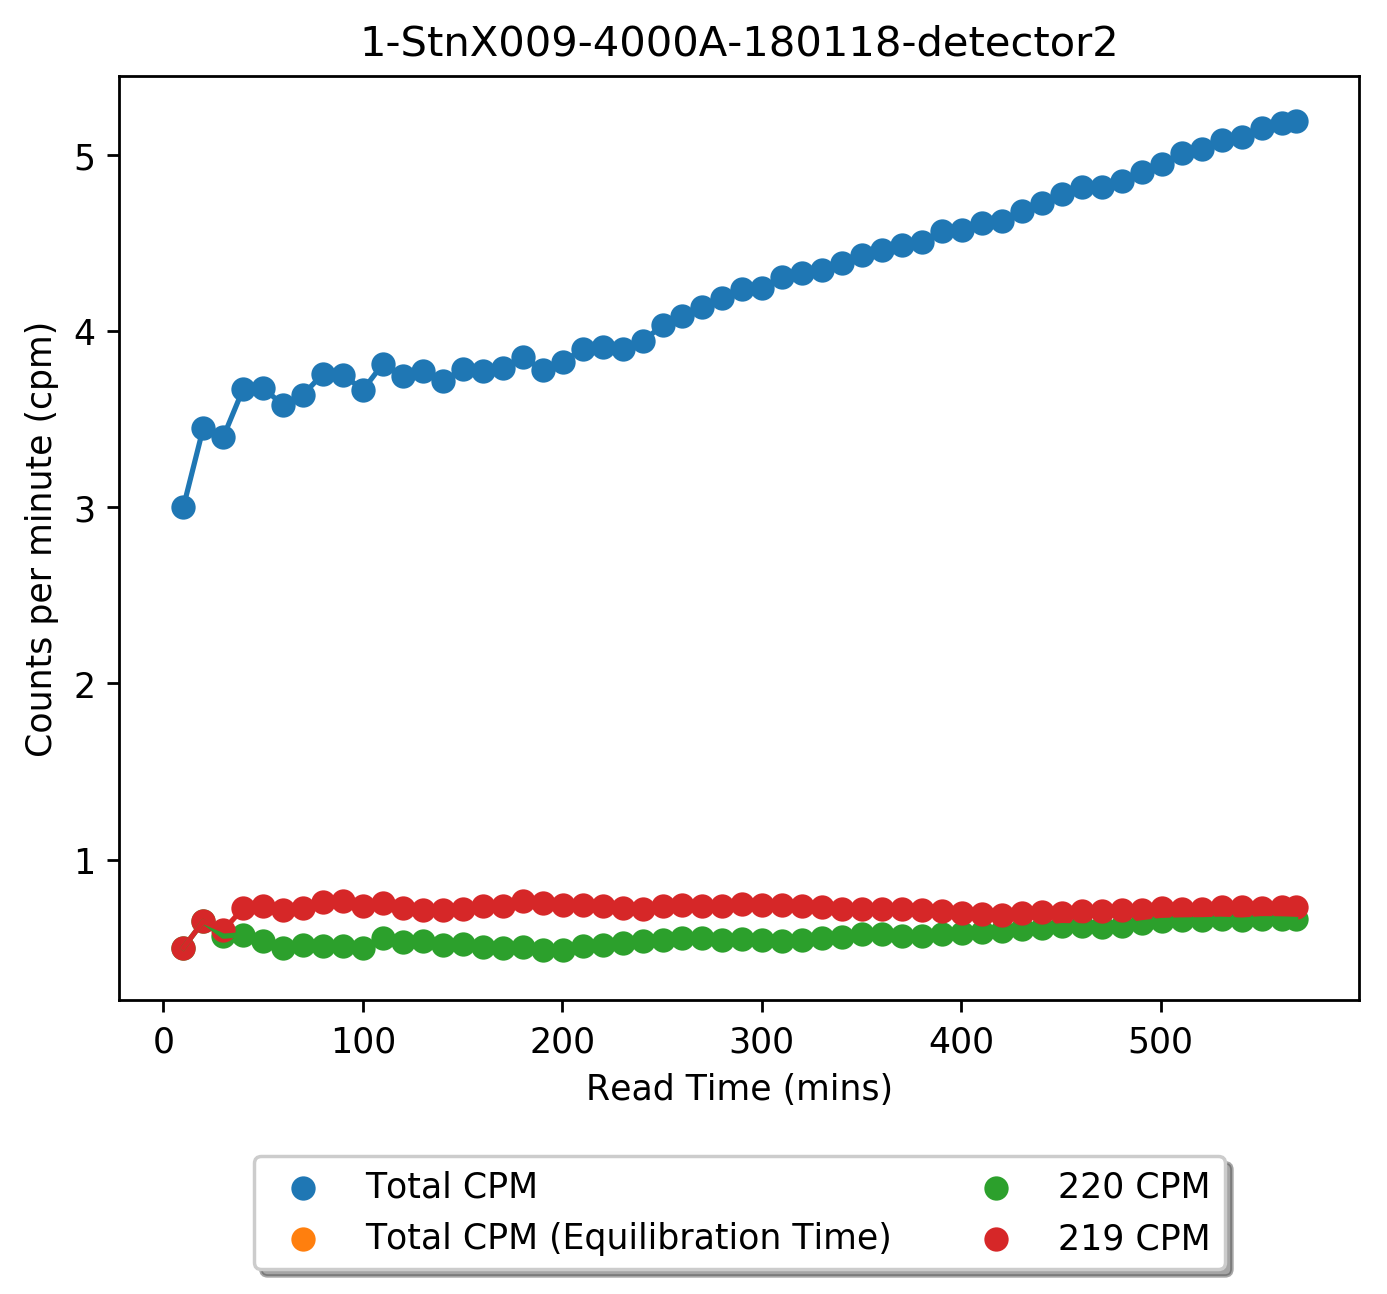 1-StnX009-4000A-180118-detector2
Counts per minute (cpm)
5
4
3
2
1
0 100 200 300 400 500
Read Time (mins)
Total CPM
Total CPM (Equilibration Time)
220 CPM
219 CPM